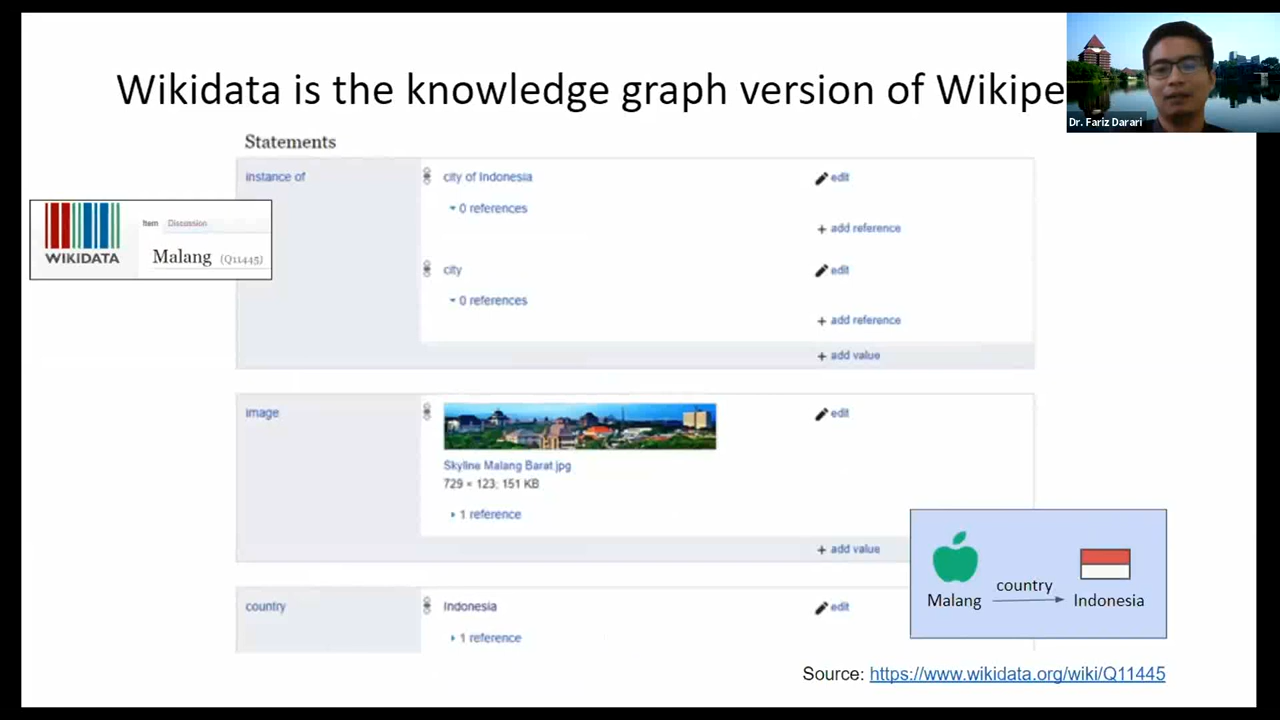 Wikidata is the knowledge graph version of Wikipe
Dr. Fariz Darari
Statements
instance of
city of Indonesia
edit
0 references
+ add reference
WIKIDATA
Item Discussion
Malang (Q11445)
city
edit
0 references
+ add reference
+ add value
image
edit
Skyline Malang Barat.jpg
729 × 123; 151 KB
1 reference
+ add value
country
Indonesia
edit
1 reference
country
Malang
Indonesia
Source: https://www.wikidata.org/wiki/Q11445